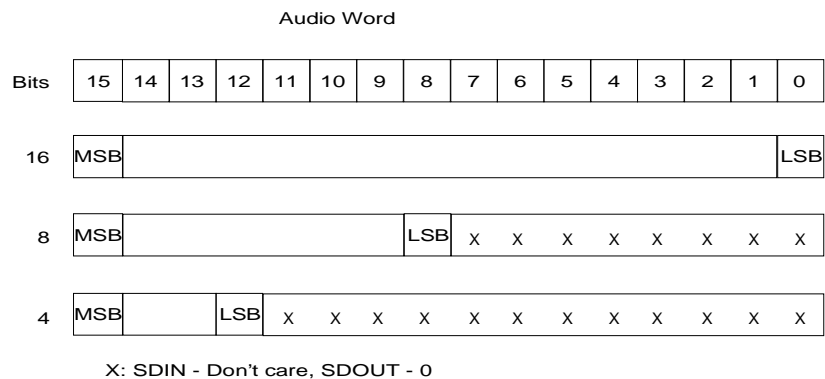 Audio Word
Bits 15 14 13 12 11 10 9 8 7 6 5 4 3 2 1 0
16 MSB LSB
8 MSB LSB X X X X X X X X
4 MSB LSB X X X X X X X X X X X X
X: SDIN - Don't care, SDOUT - 0